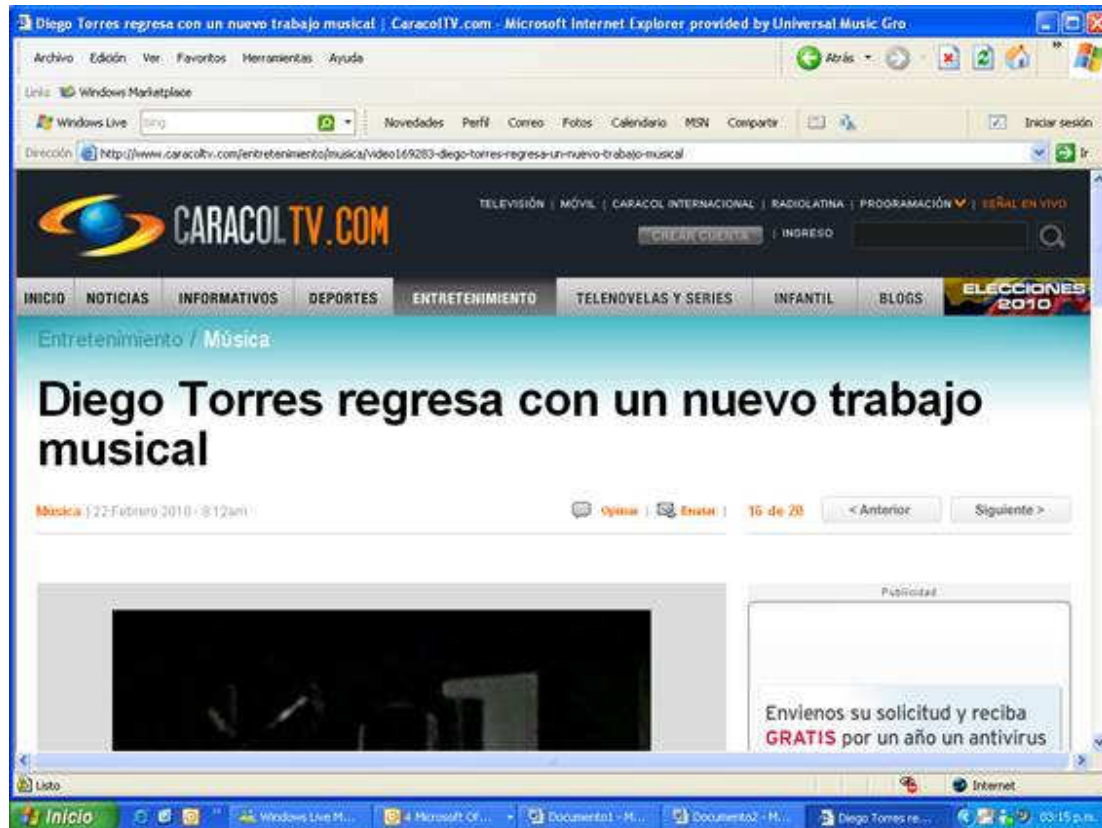 Diego Torres regresa con un nuevo trabajo musical | CaracolTV.com - Microsoft Internet Explorer provided by Universal Music Gro
Archivo Edición Ver Favoritos Herramientas Ayuda
Atrás
Links Windows Marketplace
Windows Live bing Novedades Perfil Correo Fotos Calendario MSN Compartir Iniciar sesión
Dirección http://www.caracoltv.com/entretenimiento/musica/video169283-diego-torres-regresa-un-nuevo-trabajo-musical Ir
TELEVISIÓN | MÓVIL | CARACOL INTERNACIONAL | RADIOLATINA | PROGRAMACIÓN | SEÑAL EN VIVO
CARACOLTV.COM
CREAR CUENTA | INGRESO
INICIO NOTICIAS INFORMATIVOS DEPORTES ENTRETENIMIENTO TELENOVELAS Y SERIES INFANTIL BLOGS ELECCIONES 2010
Entretenimiento / Música
Diego Torres regresa con un nuevo trabajo
musical
Música | 22-Febrero 2010 - 8:12am Opinar | Enviar | 16 de 20 < Anterior Siguiente >
Publicidad
Envienos su solicitud y reciba
GRATIS por un año un antivirus
Listo Internet
Inicio Windows Live M... 4 Microsoft Of... Documento1 - M... Documento2 - M... Diego Torres re... 03:15 p.m.